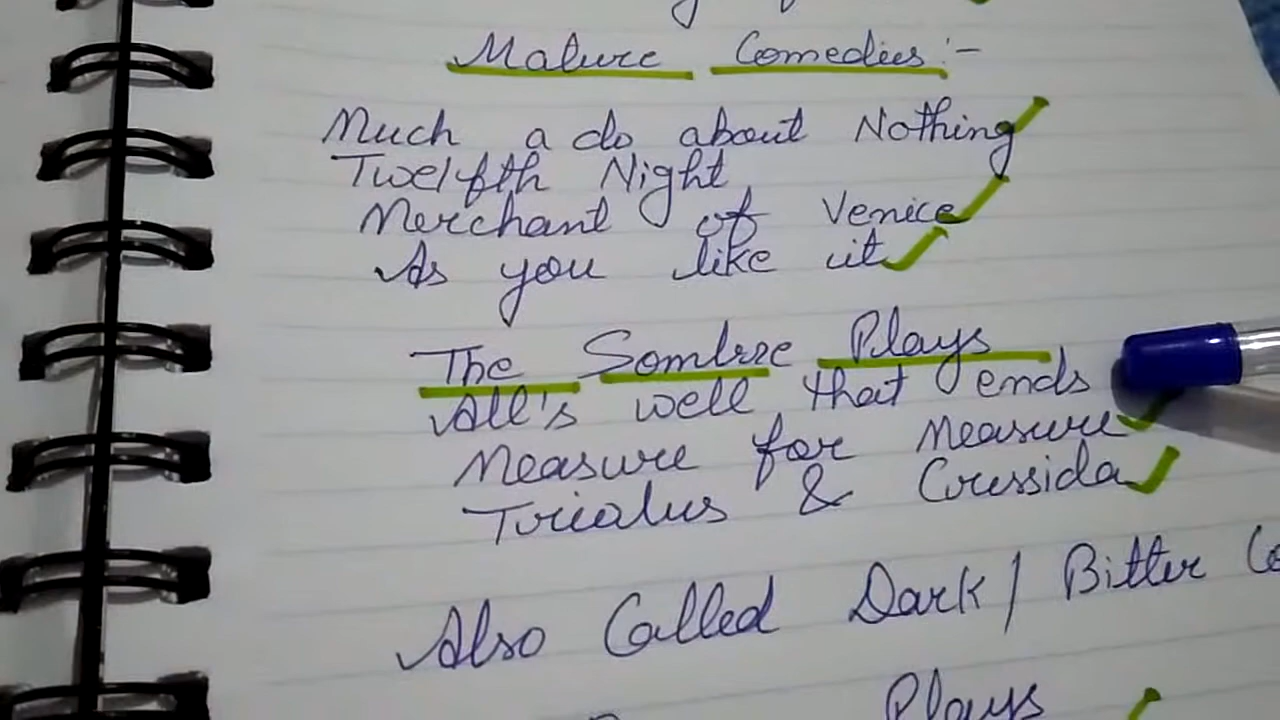 Mature Comedies :-
Much a do about Nothing
Twelfth Night
Merchant of Venice
As you like it
The Sombre Plays
All's well that ends
Measure for Measure
Trialus & Cressida
Also Called Dark / Bitter Co
Plays